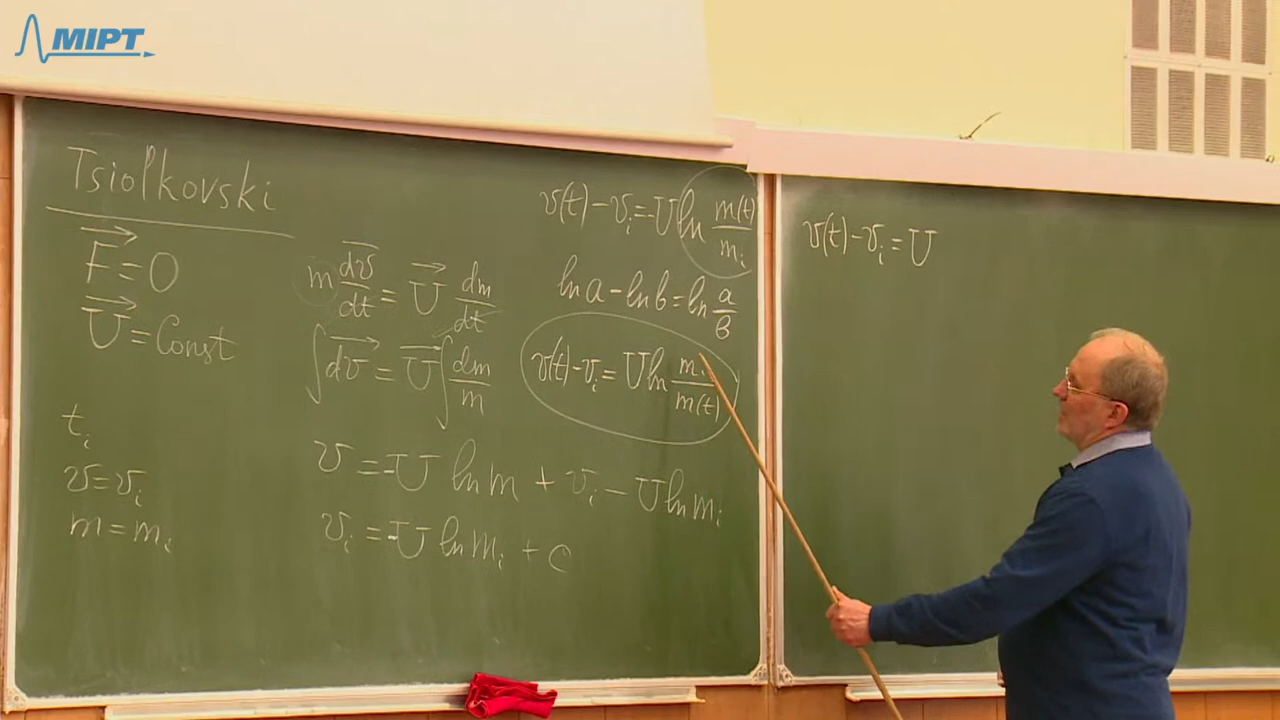 MIPT
Tsiolkovski
F⃗ = 0
U⃗ = Const
t_i
v = v_i
m = m_i
m dv⃗/dt = U⃗ dm/dt
∫dv⃗ = U⃗ ∫dm/m
v = -U ln m + v_i - U ln m_i
v_i = -U ln m_i + c
v(t) - v_i = -U ln m(t)/m_i
ln a - ln b = ln a/b
v(t) - v_i = U ln m_i/m(t)
v(t) - v_i = U